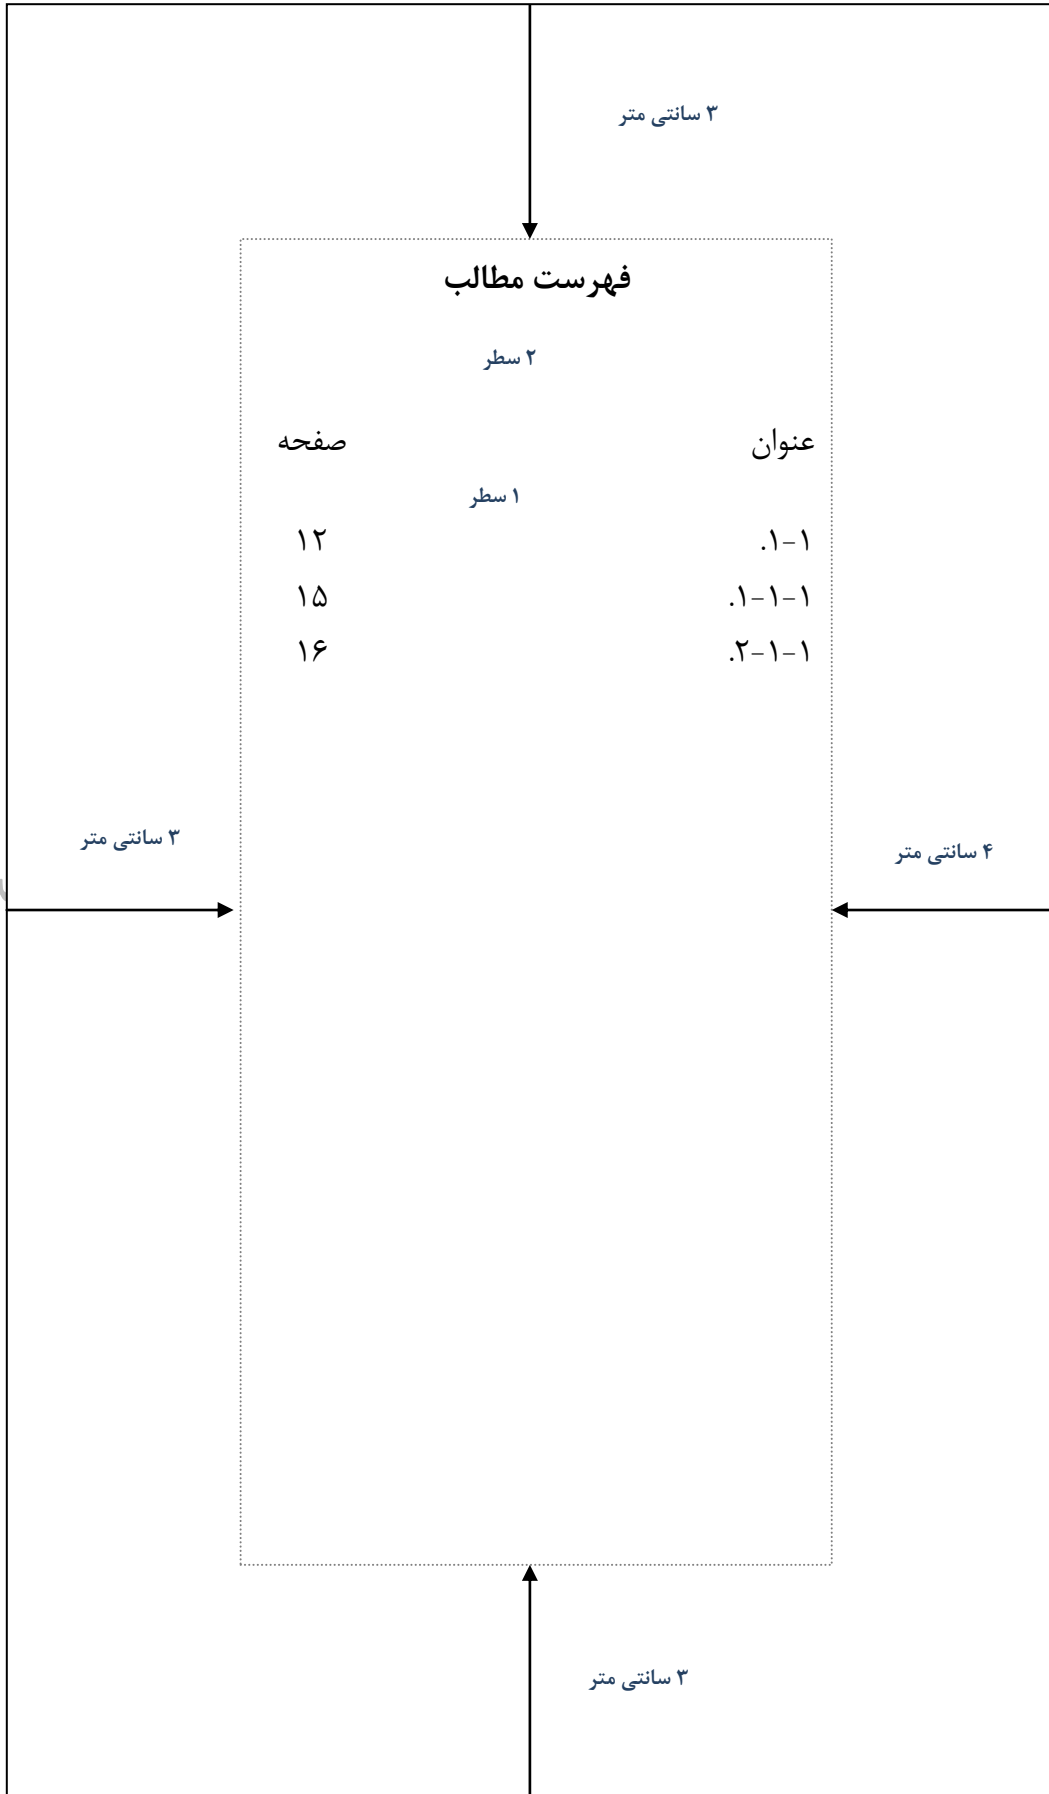 ۳ سانتی متر
فهرست مطالب
۲ سطر
عنوان صفحه
۱ سطر
۱-۱. ۱۲
۱-۱-۱. ۱۵
۱-۱-۲. ۱۶
۳ سانتی متر
۴ سانتی متر
۳ سانتی متر